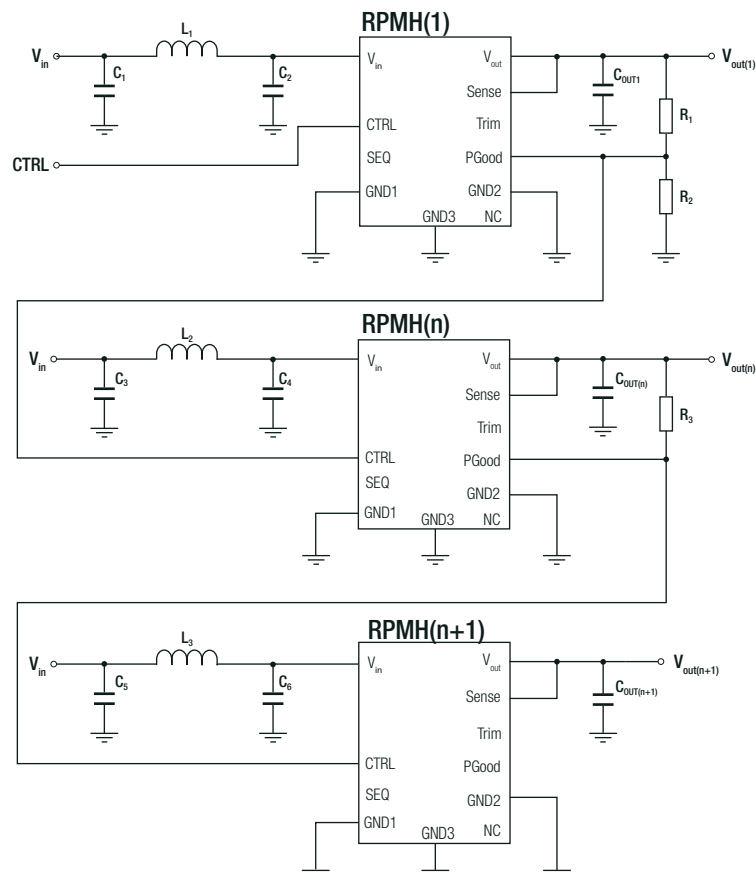 RPMH(1)
L1
Vin
C1
C2
Vin
Vout
Sense
CTRL
Trim
SEQ
PGood
GND1
GND2
GND3
NC
COUT1
Vout(1)
R1
R2
CTRL
RPMH(n)
L2
Vin
C3
C4
Vin
Vout
Sense
Trim
CTRL
PGood
SEQ
GND2
GND1
GND3
NC
COUT(n)
Vout(n)
R3
RPMH(n+1)
L3
Vin
C5
C6
Vin
Vout
Sense
Trim
CTRL
PGood
SEQ
GND2
GND1
GND3
NC
COUT(n+1)
Vout(n+1)